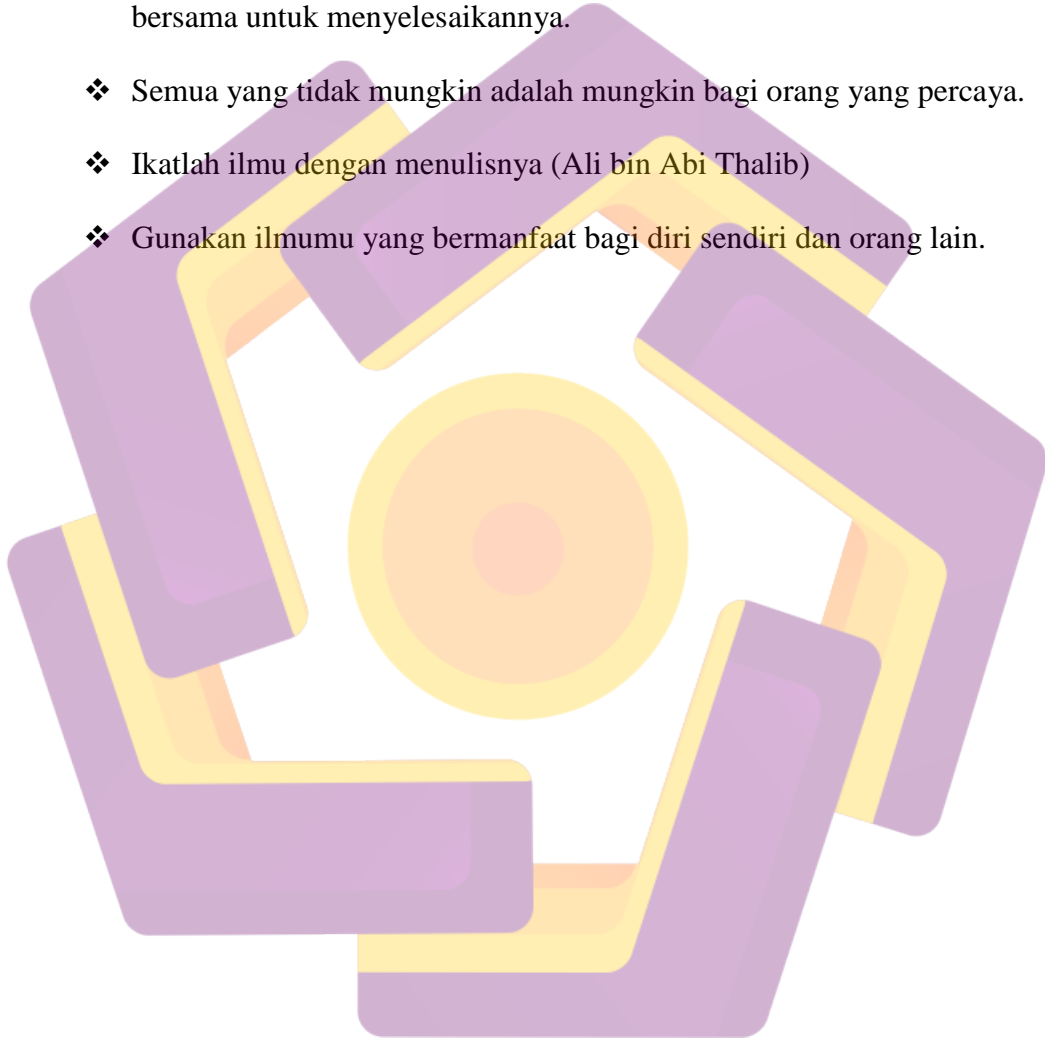 bersama untuk menyelesaikannya.
❖ Semua yang tidak mungkin adalah mungkin bagi orang yang percaya.
❖ Ikatlah ilmu dengan menulisnya (Ali bin Abi Thalib)
❖ Gunakan ilmumu yang bermanfaat bagi diri sendiri dan orang lain.